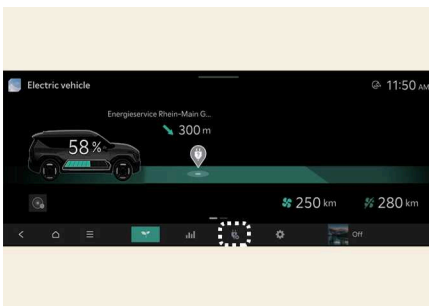 Electric vehicle
11:50 AM
Energieservice Rhein-Main G...
300 m
58 %
250 km
280 km
Off